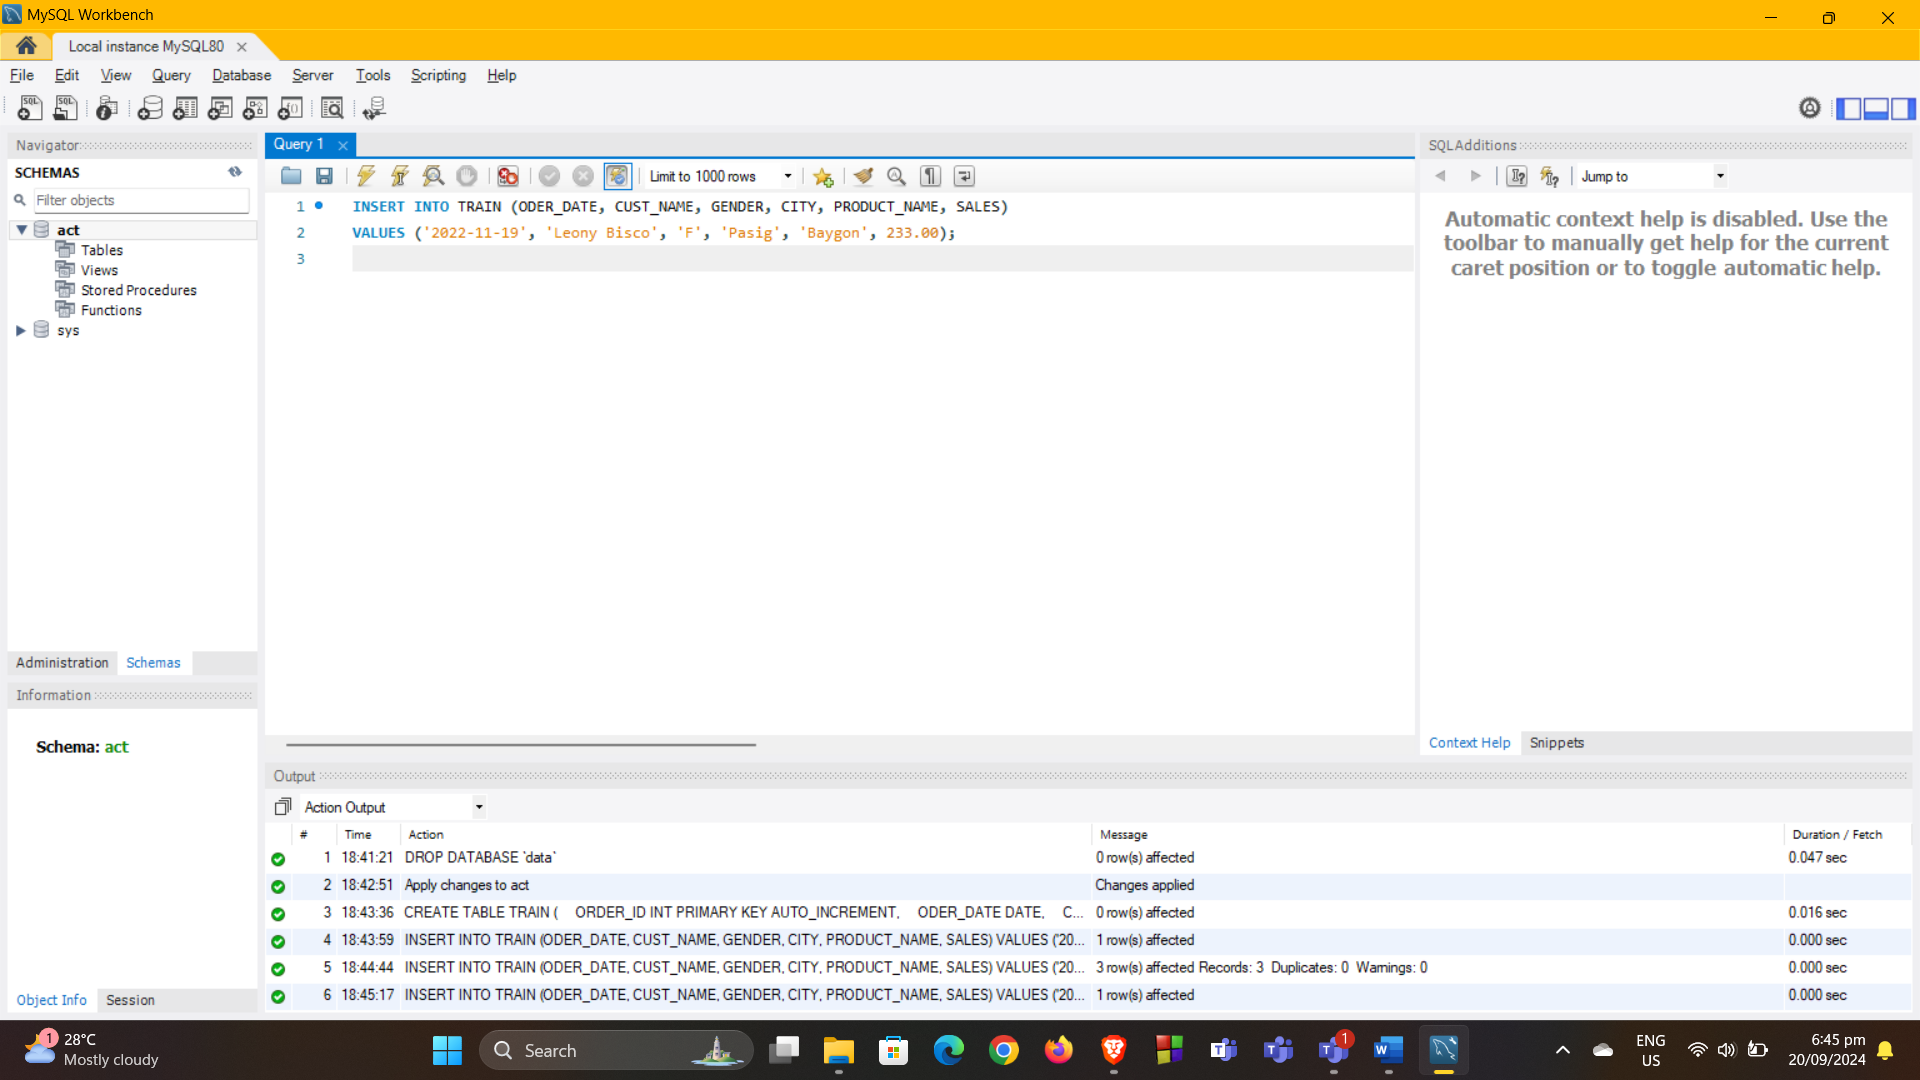 MySQL Workbench
Local instance MySQL80
File Edit View Query Database Server Tools Scripting Help
Navigator
SCHEMAS
Filter objects
act
Tables
Views
Stored Procedures
Functions
sys
Administration Schemas
Information
Schema: act
Object Info Session
Query 1
Limit to 1000 rows
1 INSERT INTO TRAIN (ODER_DATE, CUST_NAME, GENDER, CITY, PRODUCT_NAME, SALES)
2 VALUES ('2022-11-19', 'Leony Bisco', 'F', 'Pasig', 'Baygon', 233.00);
3
SQLAdditions
Jump to
Automatic context help is disabled. Use the
toolbar to manually get help for the current
caret position or to toggle automatic help.
Context Help Snippets
Output
Action Output
# Time Action Message Duration / Fetch
1 18:41:21 DROP DATABASE `data` 0 row(s) affected 0.047 sec
2 18:42:51 Apply changes to act Changes applied
3 18:43:36 CREATE TABLE TRAIN ( ORDER_ID INT PRIMARY KEY AUTO_INCREMENT, ODER_DATE DATE, C... 0 row(s) affected 0.016 sec
4 18:43:59 INSERT INTO TRAIN (ODER_DATE, CUST_NAME, GENDER, CITY, PRODUCT_NAME, SALES) VALUES ('20... 1 row(s) affected 0.000 sec
5 18:44:44 INSERT INTO TRAIN (ODER_DATE, CUST_NAME, GENDER, CITY, PRODUCT_NAME, SALES) VALUES ('20... 3 row(s) affected Records: 3 Duplicates: 0 Warnings: 0 0.000 sec
6 18:45:17 INSERT INTO TRAIN (ODER_DATE, CUST_NAME, GENDER, CITY, PRODUCT_NAME, SALES) VALUES ('20... 1 row(s) affected 0.000 sec
1
28°C
Mostly cloudy
Search
1
ENG
US
6:45 pm
20/09/2024